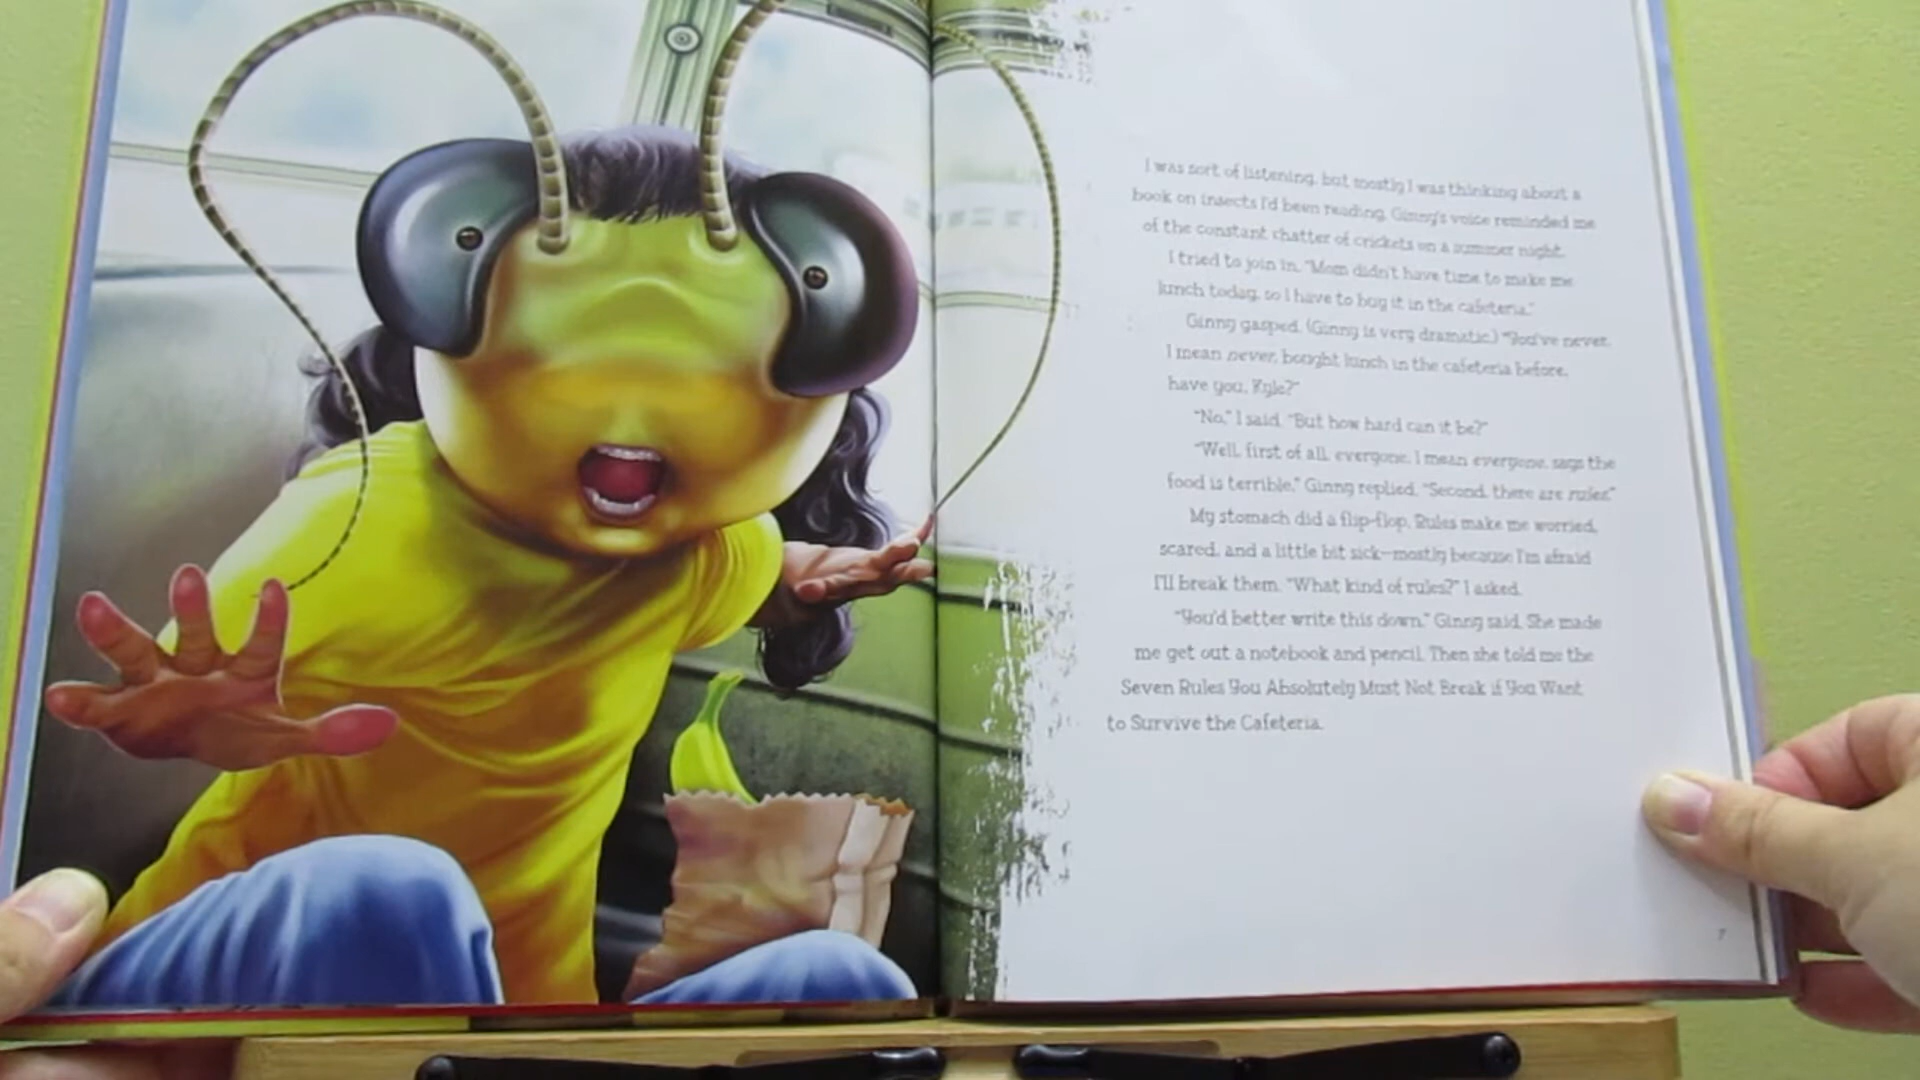 I was sort of listening, but mostly I was thinking about a
book on insects I'd been reading. Ginny's voice reminded me
of the constant chatter of crickets on a summer night.
I tried to join in. "Mom didn't have time to make me
lunch today, so I have to buy it in the cafeteria."
Ginny gasped. (Ginny is very dramatic.) "You've never,
I mean never, bought lunch in the cafeteria before,
have you, Kyle?"
"No," I said. "But how hard can it be?"
"Well, first of all, everyone, I mean everyone, says the
food is terrible," Ginny replied. "Second, there are rules."
My stomach did a flip-flop. Rules make me worried,
scared, and a little bit sick—mostly because I'm afraid
I'll break them. "What kind of rules?" I asked.
"You'd better write this down," Ginny said. She made
me get out a notebook and pencil. Then she told me the
Seven Rules You Absolutely Must Not Break if You Want
to Survive the Cafeteria.
7